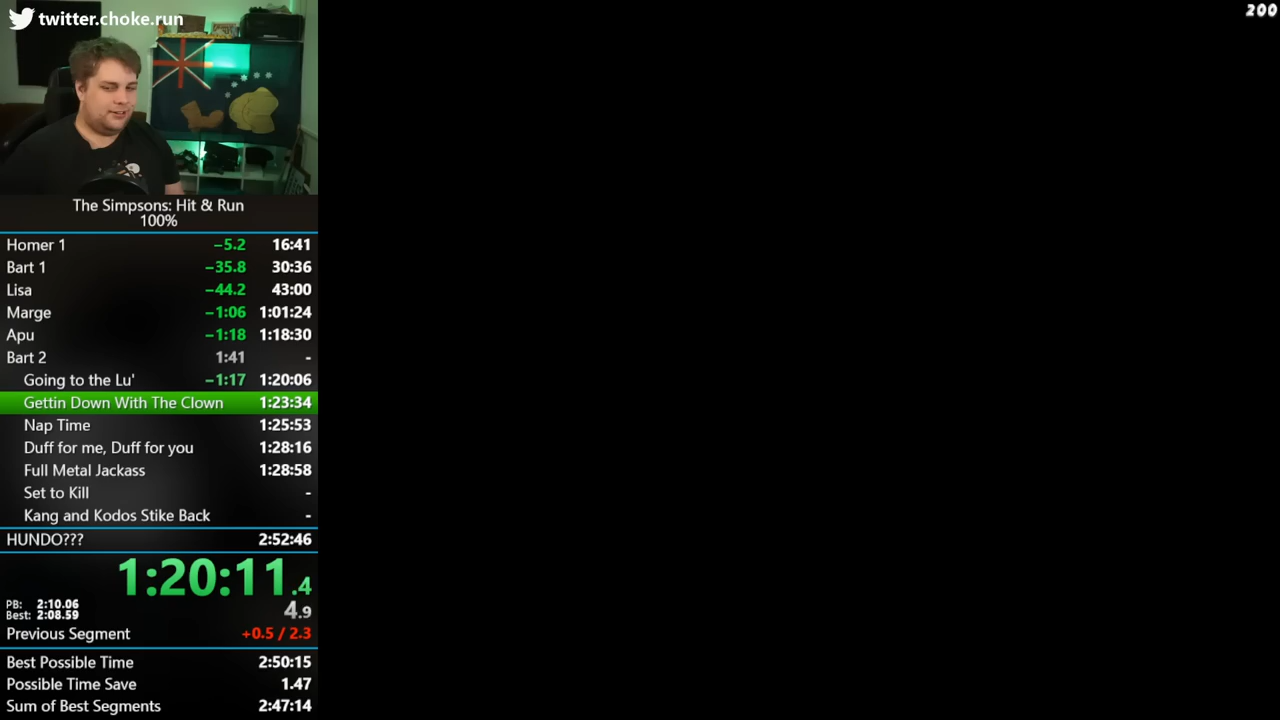 twitter.choke.run
200
The Simpsons: Hit & Run
100%
Homer 1 −5.2 16:41
Bart 1 −35.8 30:36
Lisa −44.2 43:00
Marge −1:06 1:01:24
Apu −1:18 1:18:30
Bart 2 1:41 -
Going to the Lu' −1:17 1:20:06
Gettin Down With The Clown 1:23:34
Nap Time 1:25:53
Duff for me, Duff for you 1:28:16
Full Metal Jackass 1:28:58
Set to Kill -
Kang and Kodos Stike Back -
HUNDO??? 2:52:46
1:20:11.4
PB: 2:10.06
4.9
Best: 2:08.59
Previous Segment +0.5 / 2.3
Best Possible Time 2:50:15
Possible Time Save 1.47
Sum of Best Segments 2:47:14